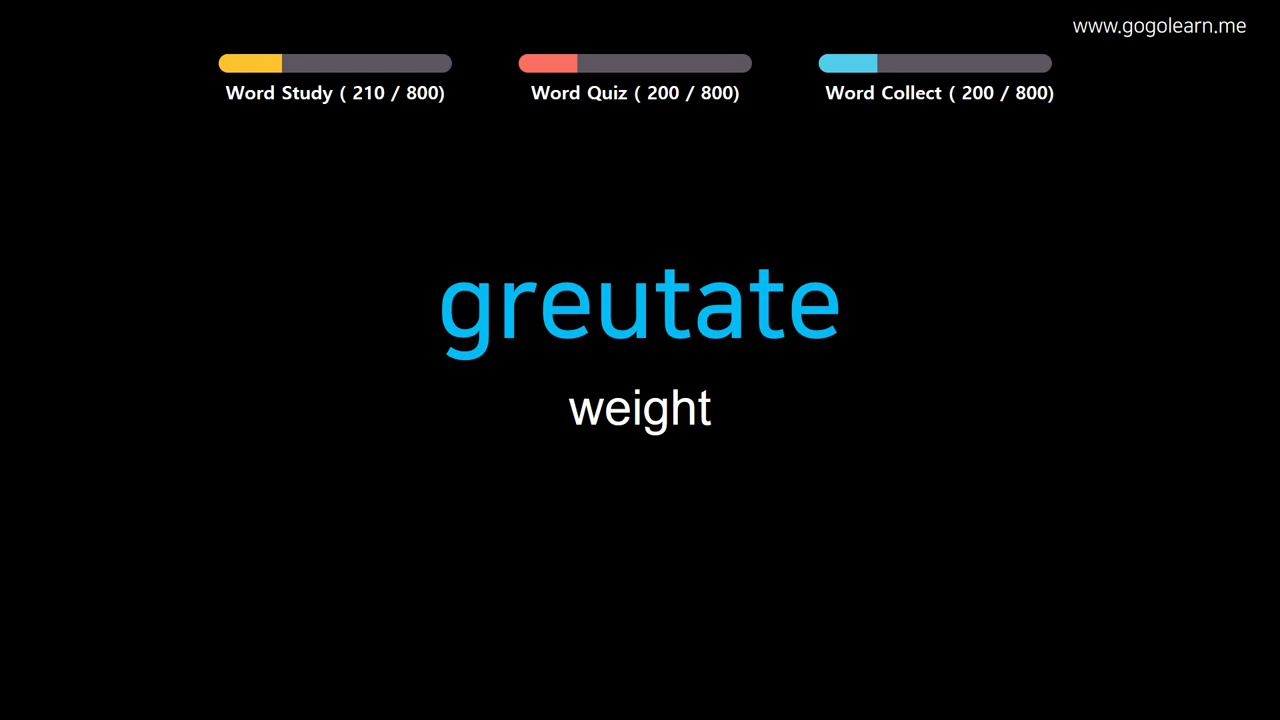 www.gogolearn.me
Word Study ( 210 / 800)
Word Quiz ( 200 / 800)
Word Collect ( 200 / 800)
greutate
weight